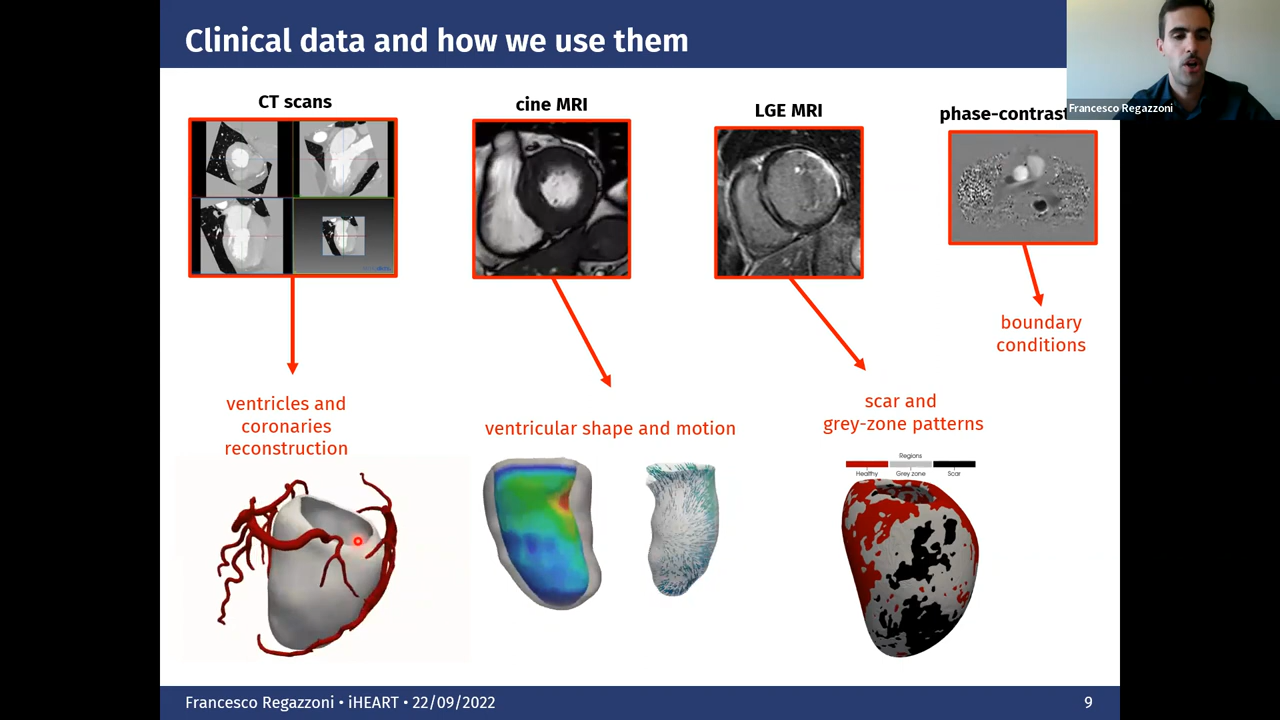 Clinical data and how we use them
Francesco Regazzoni
CT scans
cine MRI
LGE MRI
phase-contrast
boundary
conditions
ventricles and
coronaries
reconstruction
ventricular shape and motion
scar and
grey-zone patterns
Regions
Healthy Grey zone Scar
Francesco Regazzoni • iHEART • 22/09/2022
9